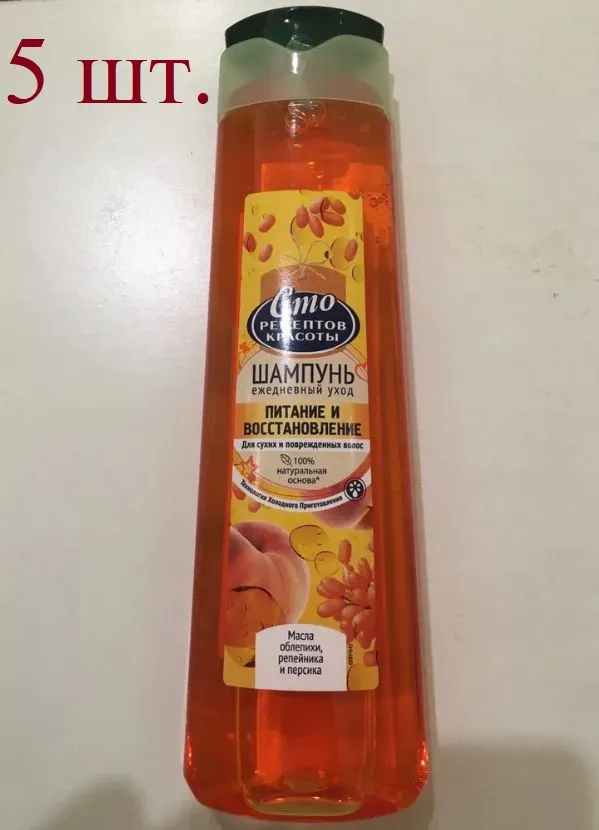 5 шт.
Сто
РЕЦЕПТОВ
КРАСОТЫ
ШАМПУНЬ
ежедневный уход
ПИТАНИЕ И
ВОССТАНОВЛЕНИЕ
Для сухих и поврежденных волос
100%
натуральная
основа*
Технология Холодного Приготовления
Масла
облепихи,
репейника
и персика